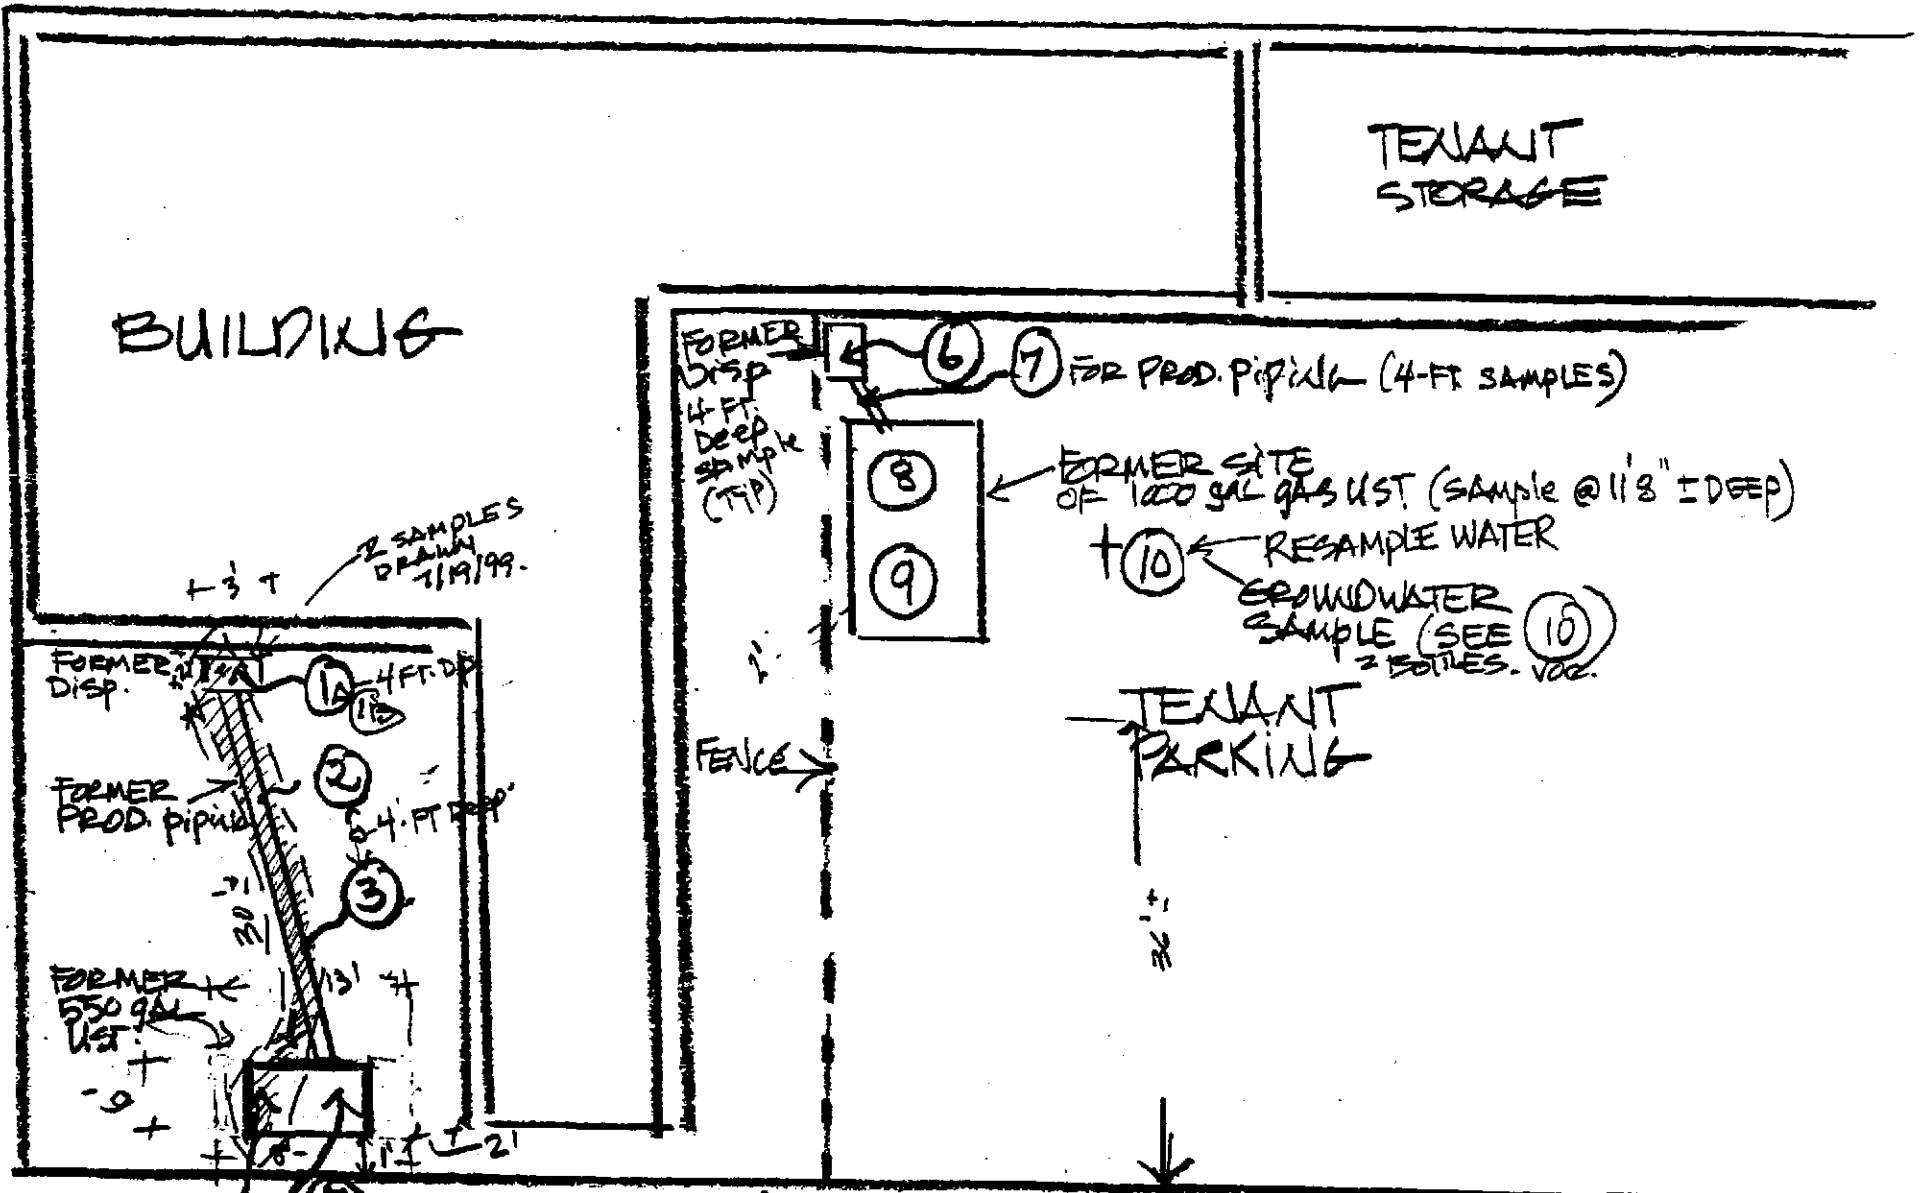 TENANT
STORAGE
BUILDING
FORMER
DISP
4-FT.
DEEP
SAMPLE
(TYP)
6
7
FOR PROD. PIPING (4-FT. SAMPLES)
8
9
FORMER SITE
OF 1000 gAL gAS UST. (SAMPLE @ 11'8" ± DEEP)
10
RESAMPLE WATER
GROUNDWATER
SAMPLE (SEE 10)
2 BOTTLES. VOC.
2 SAMPLES
DRAWN
7/19/99.
3'
FORMER
DISP.
1A
4 FT. DP
1B
2
FORMER
PROD. PIPING
4'-FT DEEP.
3
30'
FENCE
2'
TENANT
PARKING
36'±
FORMER
550 gAL
UST.
13'
8'
1'±
2'